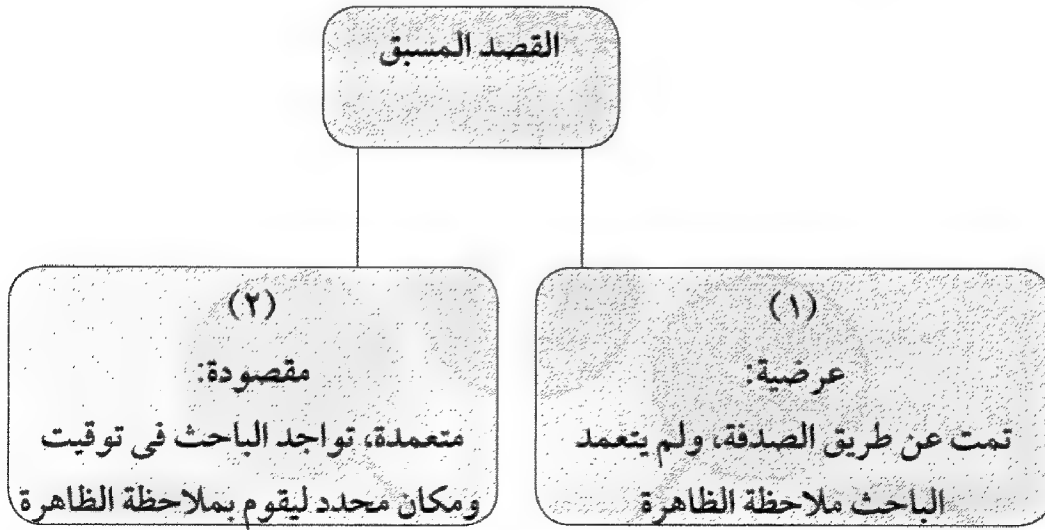 القصد المسبق
(١)
عرضية:
تمت عن طريق الصدفة، ولم يتعمد
الباحث ملاحظة الظاهرة
(٢)
مقصودة:
متعمدة، تواجد الباحث فى توقيت
ومكان محدد ليقوم بملاحظة الظاهرة